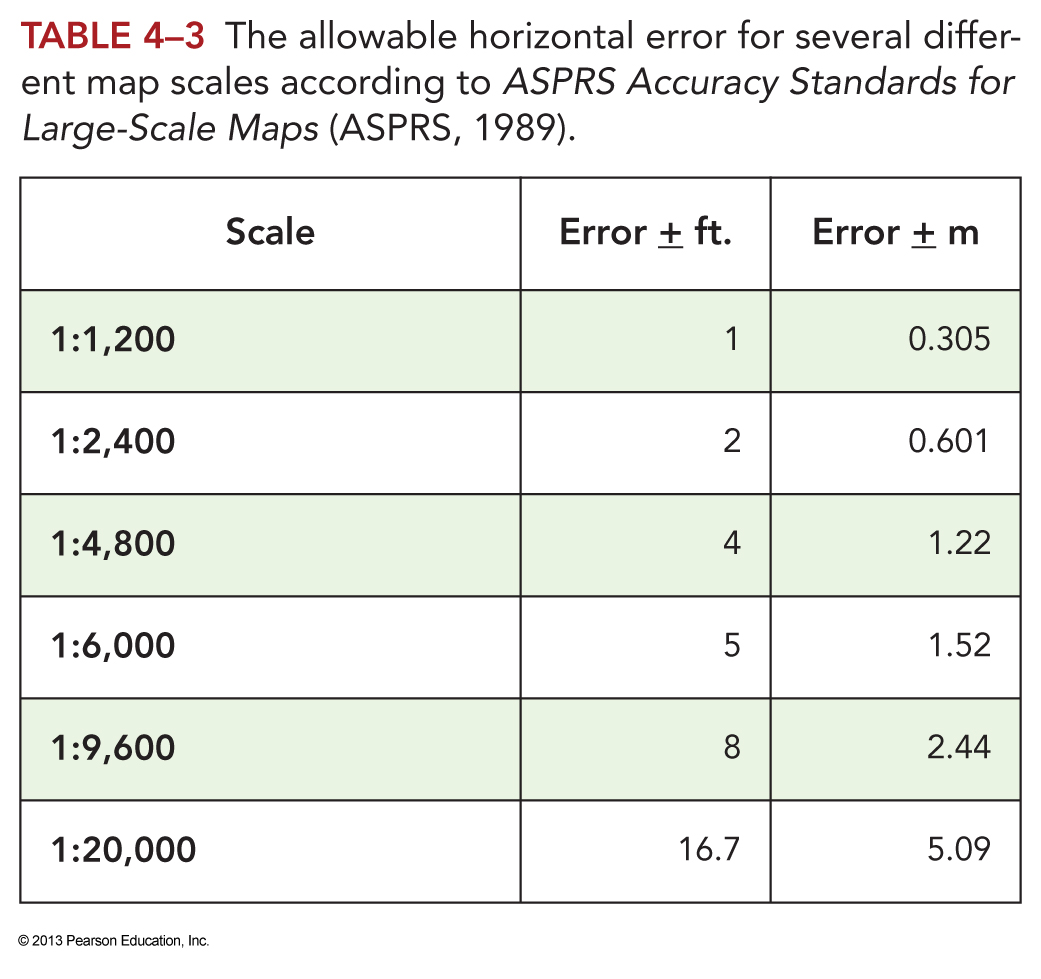 TABLE 4–3 The allowable horizontal error for several differ-
ent map scales according to ASPRS Accuracy Standards for
Large-Scale Maps (ASPRS, 1989).
Scale Error ± ft. Error ± m
1:1,200 1 0.305
1:2,400 2 0.601
1:4,800 4 1.22
1:6,000 5 1.52
1:9,600 8 2.44
1:20,000 16.7 5.09
© 2013 Pearson Education, Inc.